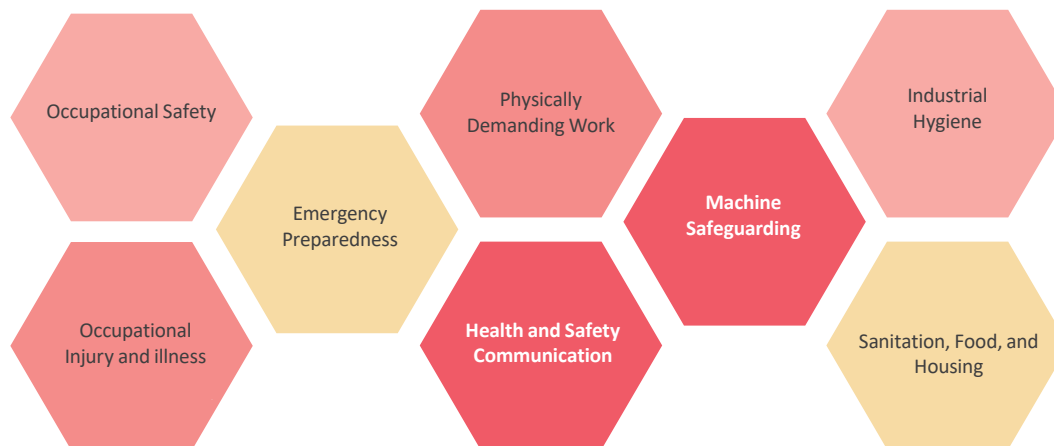 Occupational Safety
Physically
Demanding Work
Industrial
Hygiene
Emergency
Preparedness
Machine
Safeguarding
Occupational
Injury and illness
Health and Safety
Communication
Sanitation, Food, and
Housing